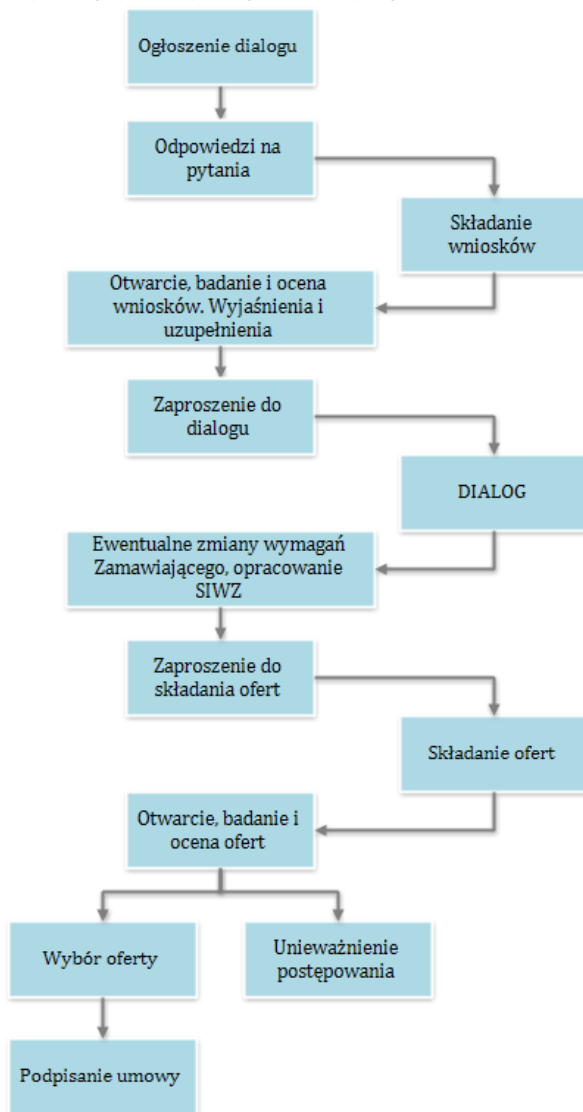 Ogłoszenie dialogu
Odpowiedzi na
pytania
Składanie
wniosków
Otwarcie, badanie i ocena
wniosków. Wyjaśnienia i
uzupełnienia
Zaproszenie do
dialogu
DIALOG
Ewentualne zmiany wymagań
Zamawiającego, opracowanie
SIWZ
Zaproszenie do
składania ofert
Składanie ofert
Otwarcie, badanie i
ocena ofert
Wybór oferty
Unieważnienie
postępowania
Podpisanie umowy